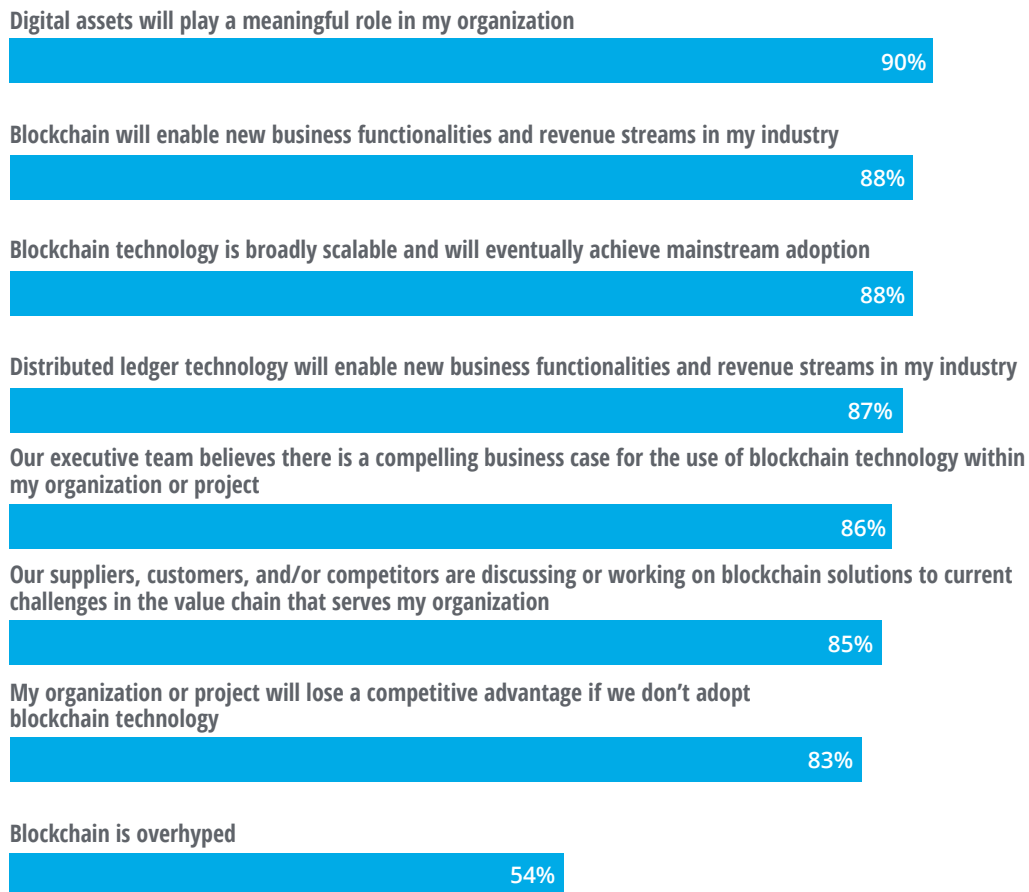 Digital assets will play a meaningful role in my organization
90%
Blockchain will enable new business functionalities and revenue streams in my industry
88%
Blockchain technology is broadly scalable and will eventually achieve mainstream adoption
88%
Distributed ledger technology will enable new business functionalities and revenue streams in my industry
87%
Our executive team believes there is a compelling business case for the use of blockchain technology within
my organization or project
86%
Our suppliers, customers, and/or competitors are discussing or working on blockchain solutions to current
challenges in the value chain that serves my organization
85%
My organization or project will lose a competitive advantage if we don’t adopt
blockchain technology
83%
Blockchain is overhyped
54%